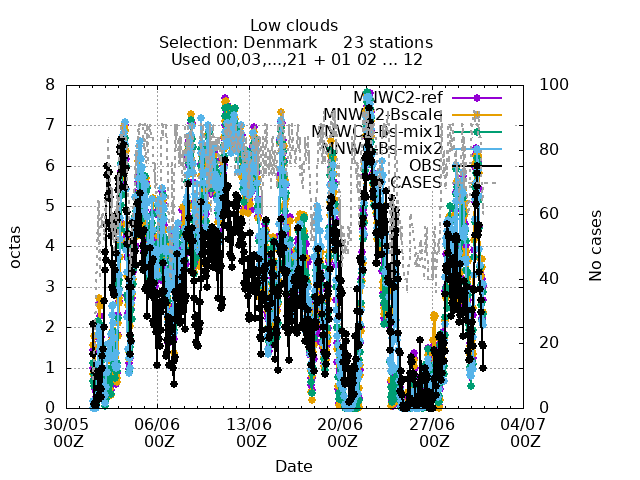 Low clouds
Selection: Denmark 23 stations
Used 00,03,...,21 + 01 02 ... 12
8 100
MNWC2-ref
MNWC2-Bscale
7
MNWC2-Bs-mix1
80
MNWC2-Bs-mix2
6
OBS
CASES
5
60
octas
4
No cases
3 40
2
20
1
0 0
30/05 06/06 13/06 20/06 27/06 04/07
00Z 00Z 00Z 00Z 00Z 00Z
Date